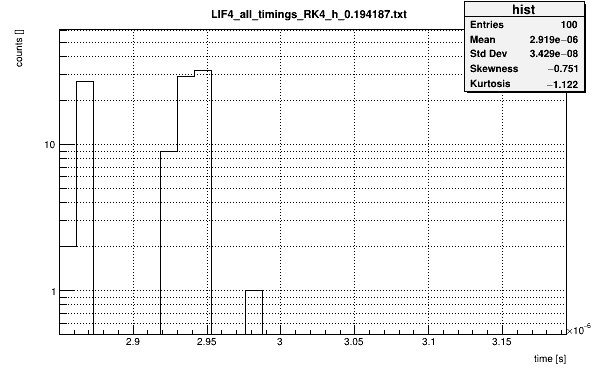 LIF4_all_timings_RK4_h_0.194187.txt
hist
Entries 100
Mean 2.919e−06
Std Dev 3.429e−08
Skewness −0.751
Kurtosis −1.122
counts []
10
1
2.9 2.95 3 3.05 3.1 3.15
×10⁻⁶
time [s]